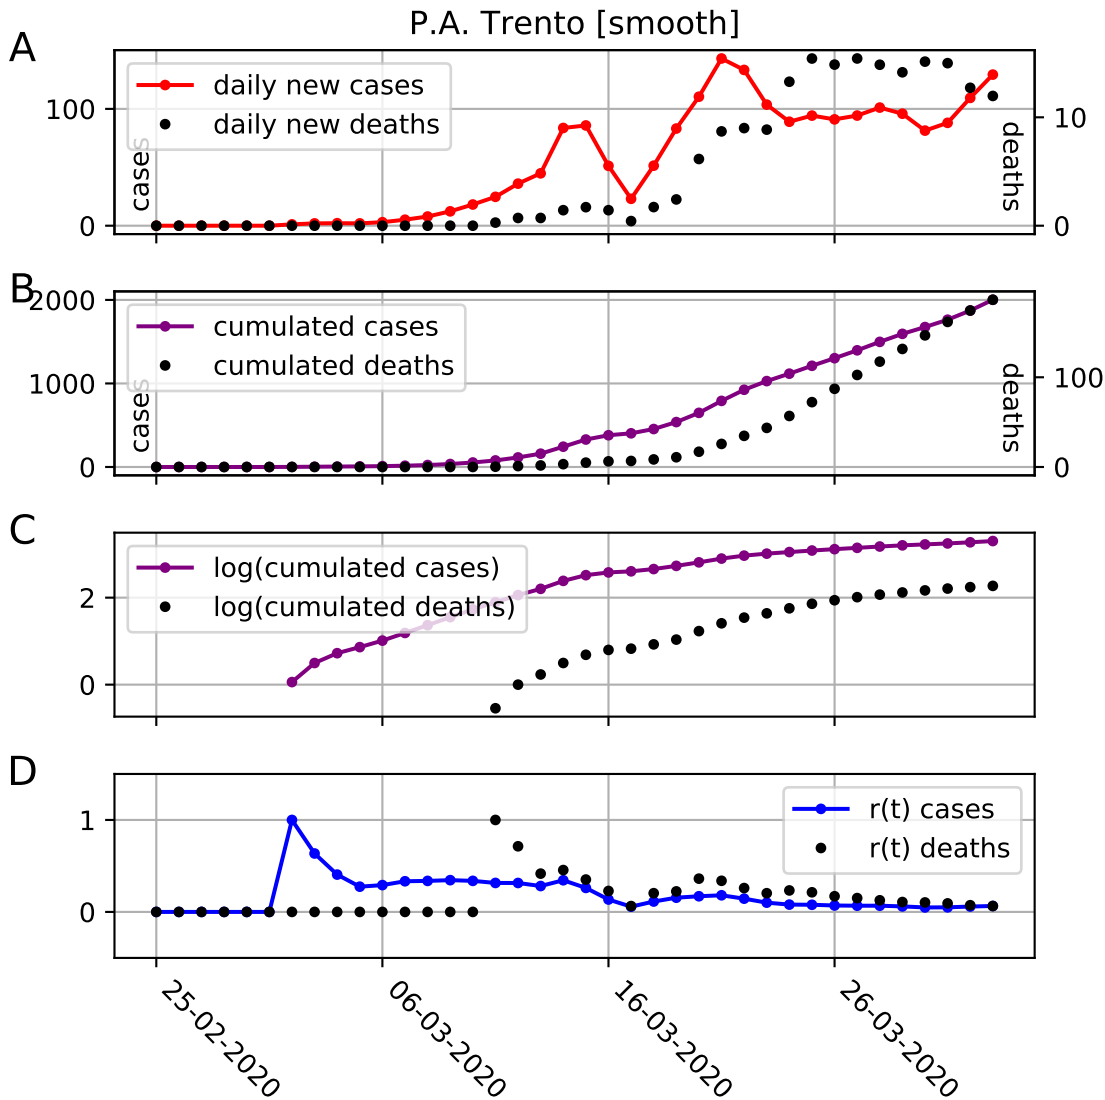 P.A. Trento [smooth]
A
daily new cases
daily new deaths
100
0
cases
10
0
deaths
B
cumulated cases
cumulated deaths
2000
1000
0
cases
100
0
deaths
C
log(cumulated cases)
log(cumulated deaths)
2
0
D
r(t) cases
r(t) deaths
1
0
25-02-2020
06-03-2020
16-03-2020
26-03-2020